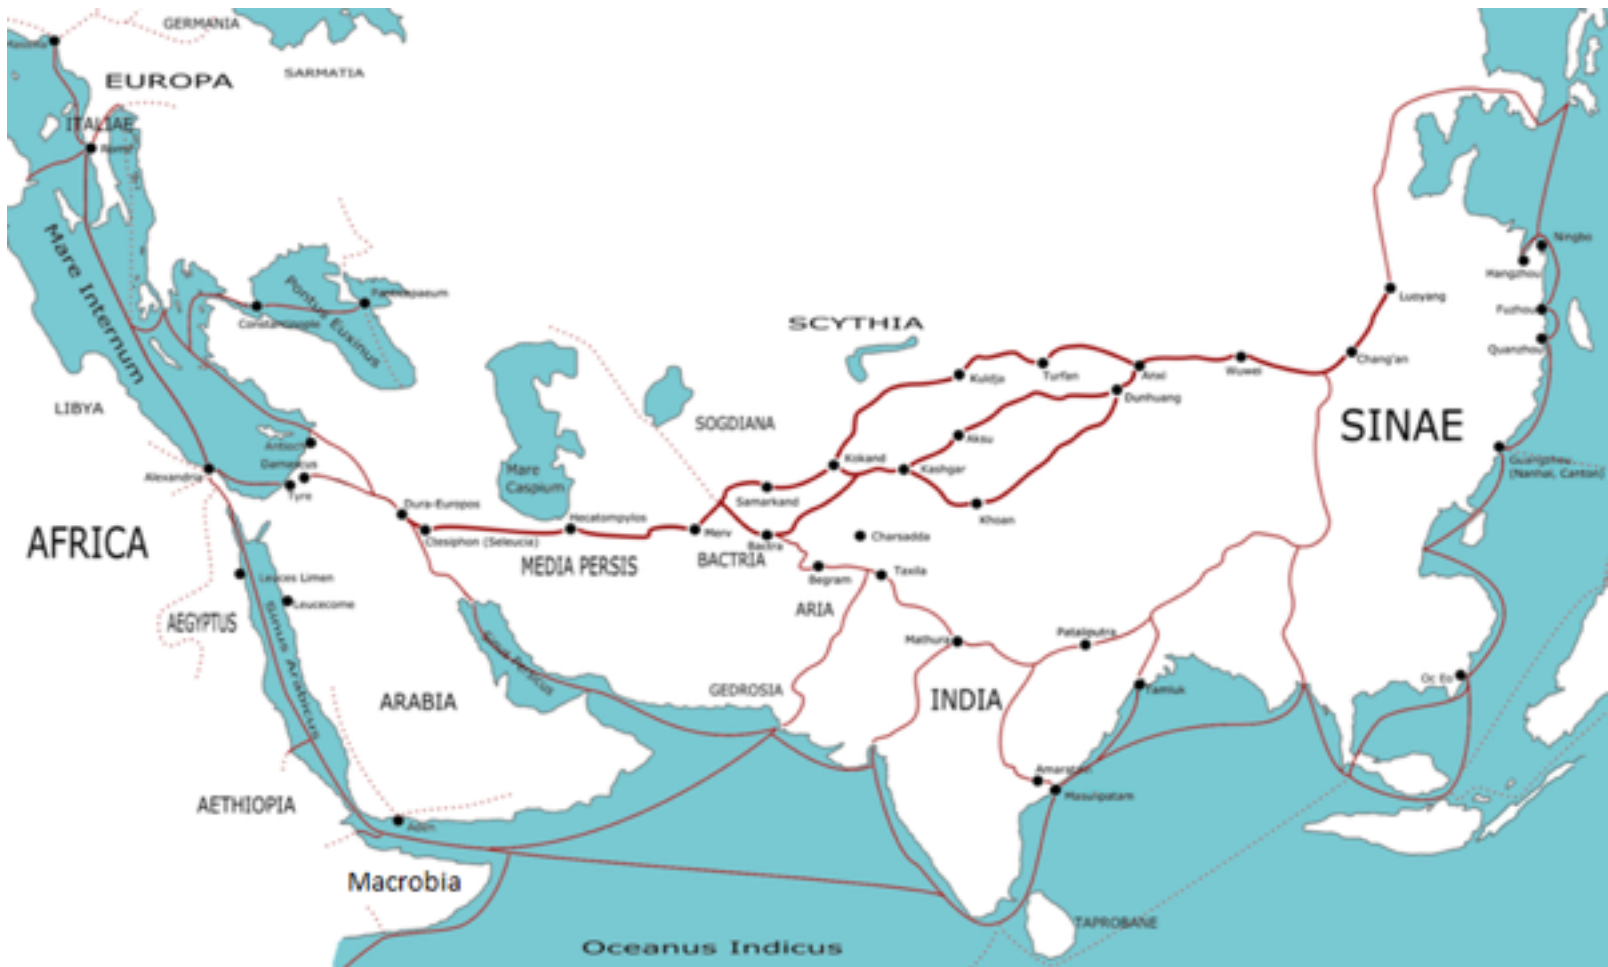 GERMANIA
SARMATIA
EUROPA
ITALIAE
Roma
Mare Internum
Pontus Euxinus
Panticapaeum
Constantinople
LIBYA
SCYTHIA
SOGDIANA
Mare
Caspium
Antioch
Damascus
Alexandria
Tyre
Dura-Europos
Ctesiphon (Seleucia)
Hecatompylos
Merv
Samarkand
Bactra
Kokand
Kashgar
Aksu
Khoan
Kuldja
Turfan
Anxi
Dunhuang
Wuwei
Chang'an
Luoyang
Ningbo
Hangzhou
Fuzhou
Quanzhou
SINAE
Guangzhou
(Nanhai, Canton)
AFRICA
MEDIA PERSIS
BACTRIA
Charsadda
Begram
Taxila
ARIA
Leuces Limen
Leucecome
AEGYPTUS
Sinus Arabicus
Sinus Persicus
Mathura
Pataliputra
GEDROSIA
ARABIA
INDIA
Tamluk
Oc Eo
AETHIOPIA
Aden
Masulipatam
Macrobia
TAPROBANE
Oceanus Indicus